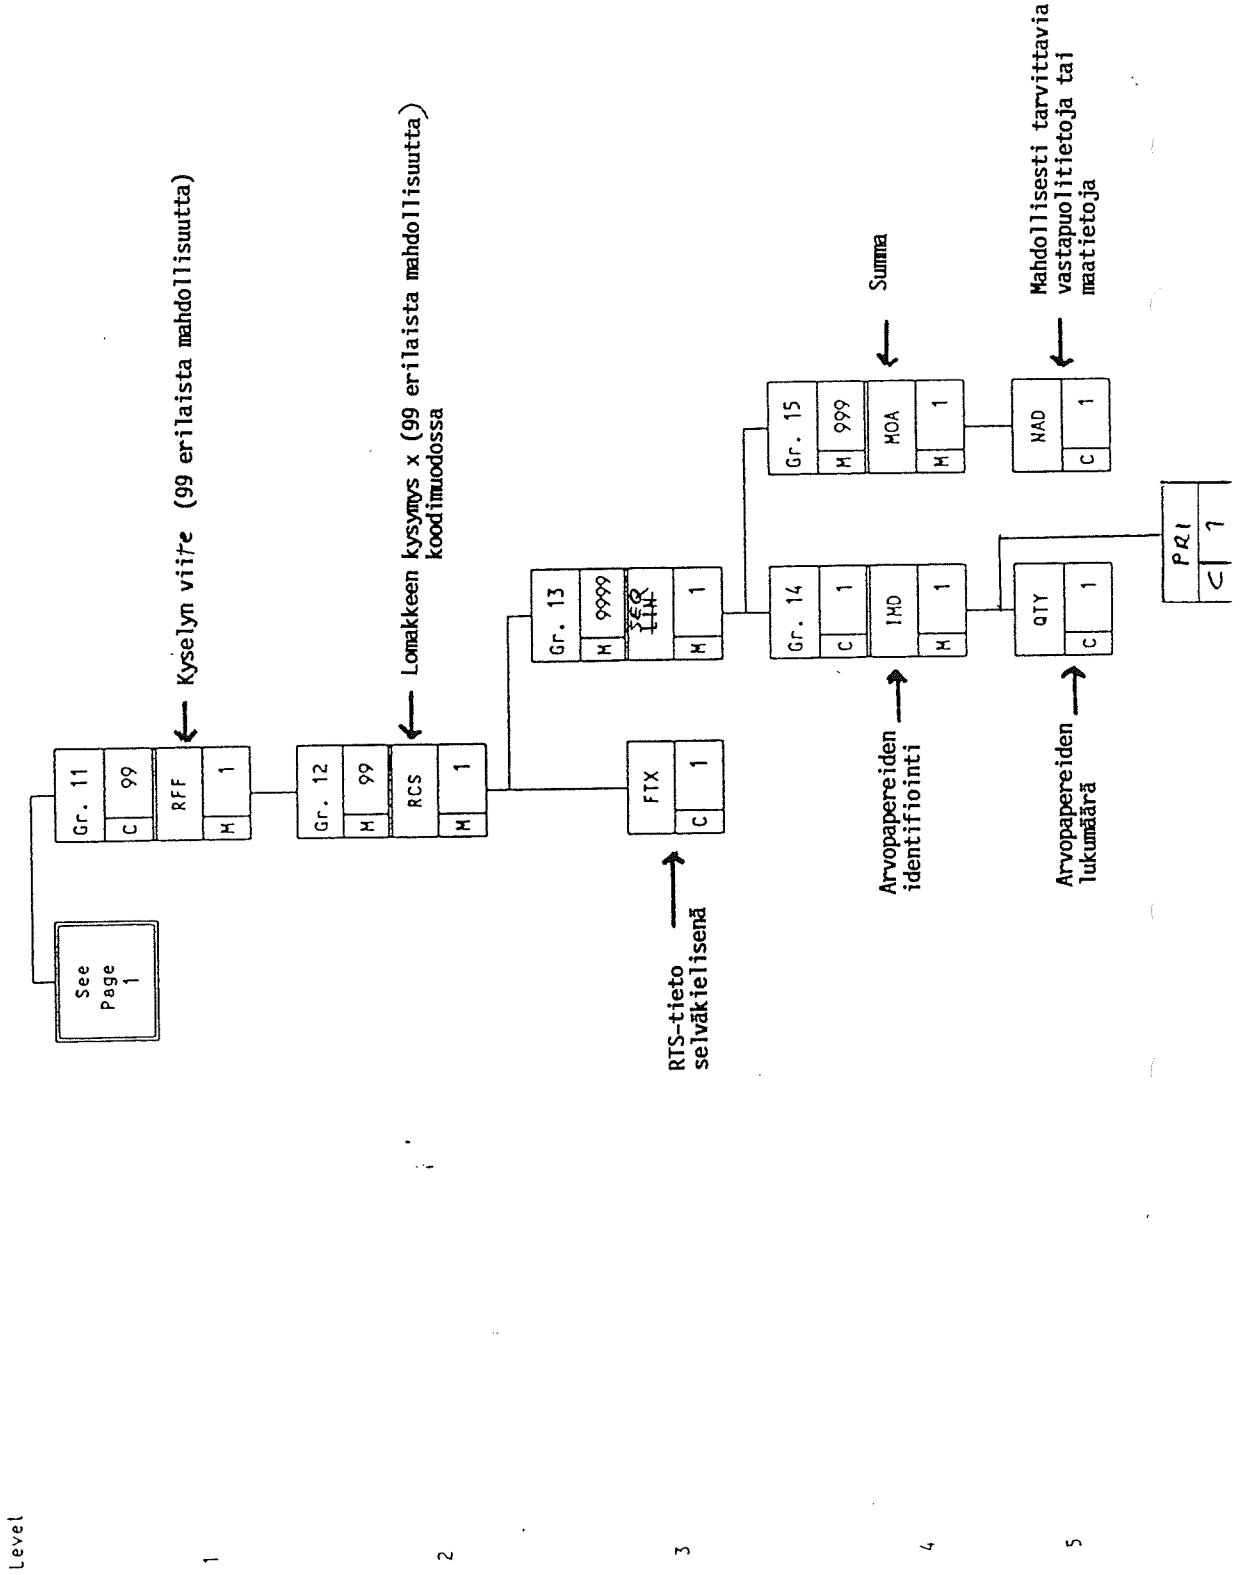 Level
1
2
3
4
5
See
Page
1
Gr. 11
C 99
RFF
M 1
Kyselyn viite (99 erilaista mahdollisuutta)
Gr. 12
M 99
RCS
M 1
Lomakkeen kysymys x (99 erilaista mahdollisuutta)
koodimuodossa
RTS-tieto
selväkielisenä
FTX
C 1
Gr. 13
M 9999
SEQ
LIN
M 1
Arvopapereiden
identifiointi
Gr. 14
C 1
IMD
M 1
Gr. 15
M 999
MOA
M 1
Summa
Arvopapereiden
lukumäärä
QTY
C 1
NAD
C 1
Mahdollisesti tarvittavia
vastapuolitietoja tai
maatietoja
PRI
C 1